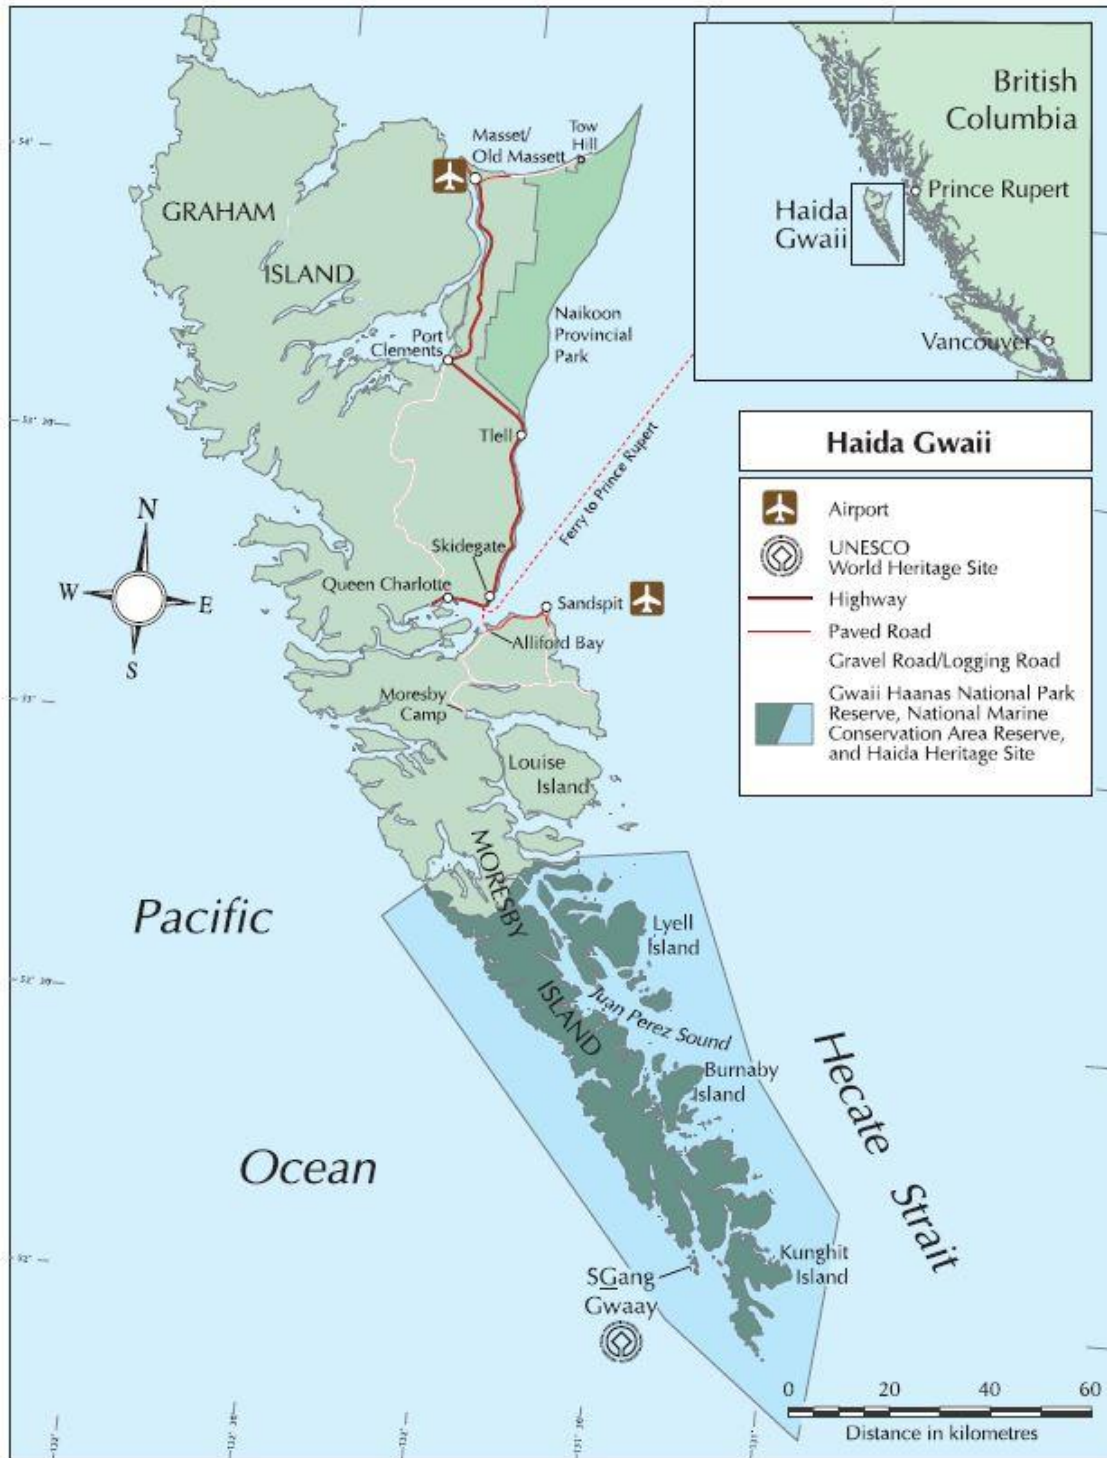 British
Columbia
Prince Rupert
Haida
Gwaii
Vancouver
Masset/
Old Massett
Tow
Hill
54°
GRAHAM
ISLAND
Naikoon
Provincial
Park
Port
Clements
Tlell
Ferry to Prince Rupert
Skidegate
Queen Charlotte
Sandspit
Alliford Bay
Moresby
Camp
Louise
Island
N
W
E
S
Haida Gwaii
Airport
UNESCO
World Heritage Site
Highway
Paved Road
Gravel Road/Logging Road
Gwaii Haanas National Park
Reserve, National Marine
Conservation Area Reserve,
and Haida Heritage Site
MORESBY
ISLAND
Pacific
Ocean
Lyell
Island
52° 30'
Juan Perez Sound
Burnaby
Island
Hecate Strait
52°
Kunghit
Island
SGang
Gwaay
0 20 40 60
Distance in kilometres